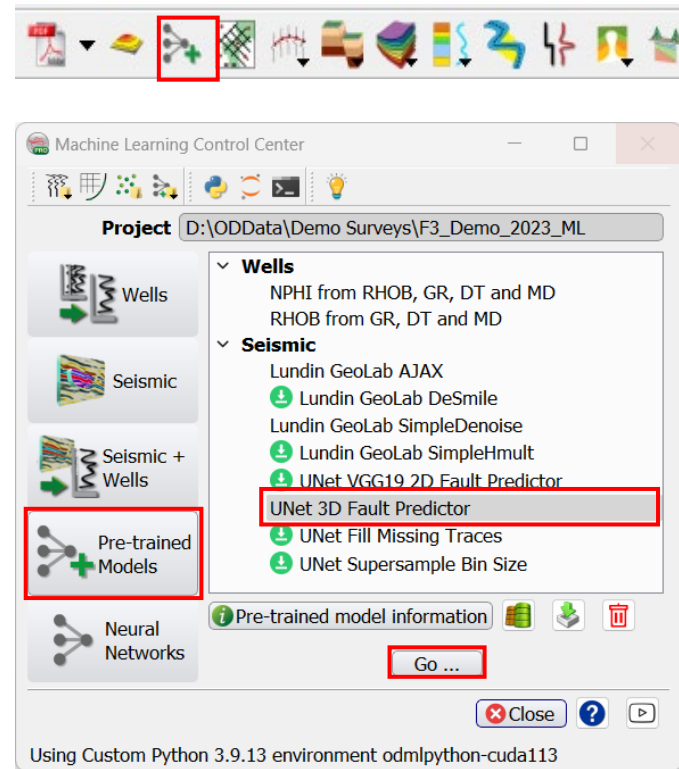 PDF
Machine Learning Control Center
Project D:\ODData\Demo Surveys\F3_Demo_2023_ML
Wells
Seismic
Seismic +
Wells
Pre-trained
Models
Neural
Networks
Wells
NPHI from RHOB, GR, DT and MD
RHOB from GR, DT and MD
Seismic
Lundin GeoLab AJAX
Lundin GeoLab DeSmile
Lundin GeoLab SimpleDenoise
Lundin GeoLab SimpleHmult
UNet VGG19 2D Fault Predictor
UNet 3D Fault Predictor
UNet Fill Missing Traces
UNet Supersample Bin Size
Pre-trained model information
Go ...
Close
Using Custom Python 3.9.13 environment odmlpython-cuda113